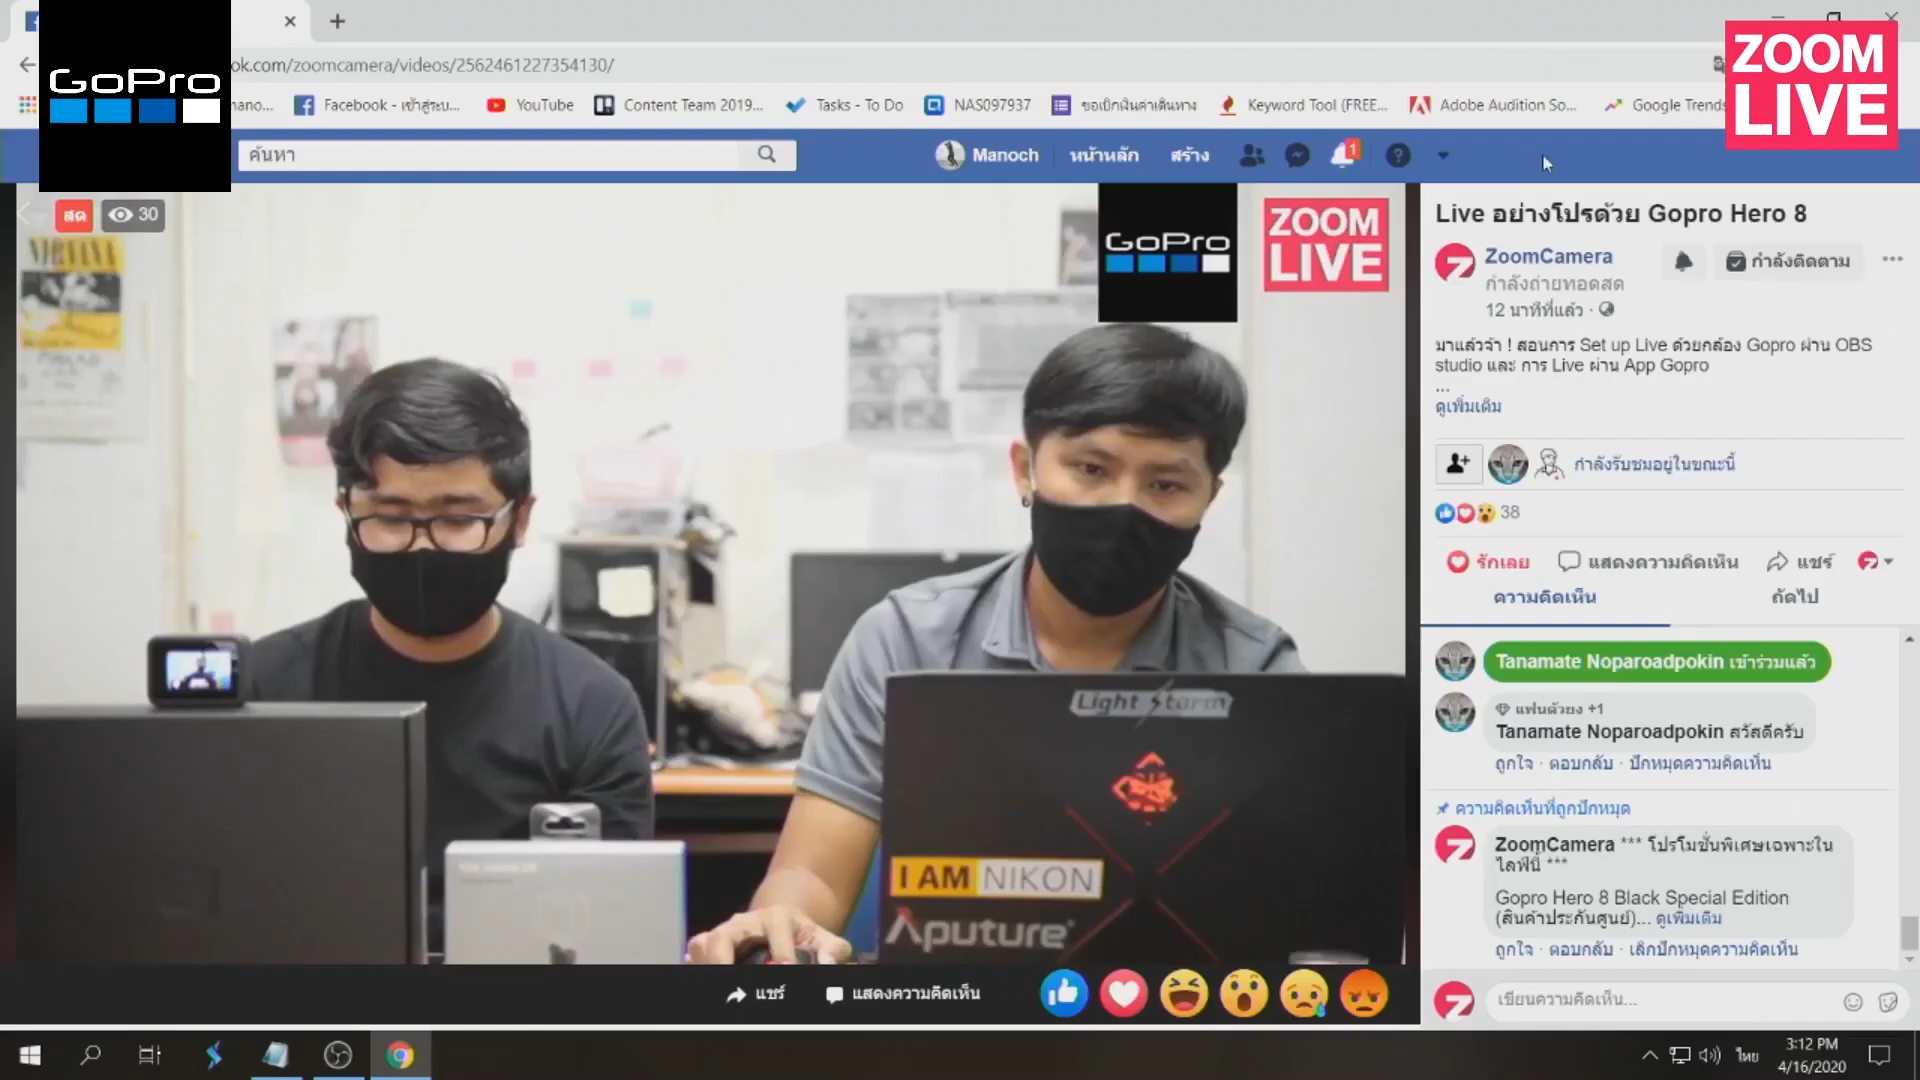 GoPro
ok.com/zoomcamera/videos/2562461227354130/
ZOOM
LIVE
Facebook - เข้าสู่ระบ...
YouTube
Content Team 2019...
Tasks - To Do
NAS097937
ขอเบิกเงินค่าเดินทาง
Keyword Tool (FREE...
Adobe Audition So...
Google Trends
ค้นหา
Manoch
หน้าหลัก
สร้าง
1
สด
30
NIRVANA
GoPro
ZOOM
LIVE
Live อย่างโปรด้วย Gopro Hero 8
ZoomCamera
กำลังติดตาม
กำลังถ่ายทอดสด
12 นาทีที่แล้ว ·
มาแล้วจ้า ! สอนการ Set up Live ด้วยกล้อง Gopro ผ่าน OBS
studio และ การ Live ผ่าน App Gopro
...
ดูเพิ่มเติม
กำลังรับชมอยู่ในขณะนี้
38
รักเลย
แสดงความคิดเห็น
แชร์
ความคิดเห็น
ถัดไป
Tanamate Noparoadpokin เข้าร่วมแล้ว
แฟนตัวยง +1
Tanamate Noparoadpokin สวัสดีครับ
ถูกใจ · ตอบกลับ · ปักหมุดความคิดเห็น
ความคิดเห็นที่ถูกปักหมุด
ZoomCamera *** โปรโมชั่นพิเศษเฉพาะใน
ไลฟ์นี้ ***
Gopro Hero 8 Black Special Edition
(สินค้าประกันศูนย์)... ดูเพิ่มเติม
ถูกใจ · ตอบกลับ · เลิกปักหมุดความคิดเห็น
เขียนความคิดเห็น...
Light Storm
I AM NIKON
Aputure
แชร์
แสดงความคิดเห็น
ไทย
3:12 PM
4/16/2020